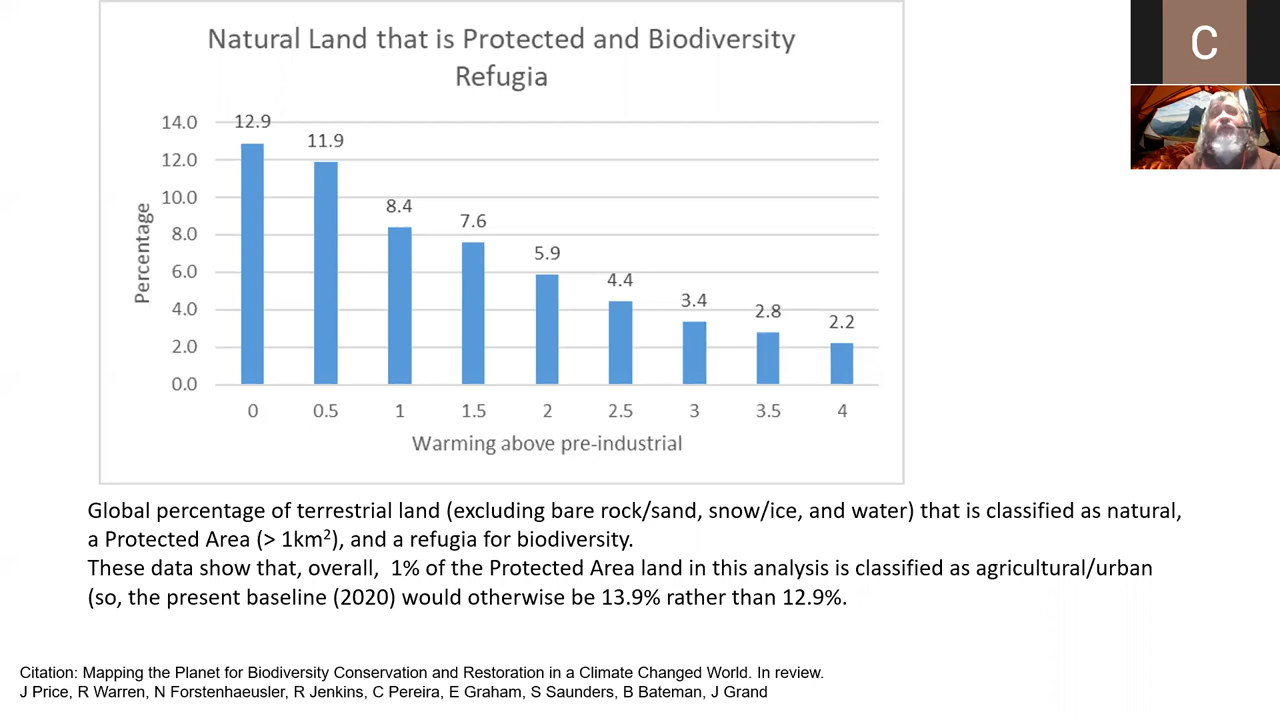 Natural Land that is Protected and Biodiversity
Refugia
C
Percentage
14.0
12.0
10.0
8.0
6.0
4.0
2.0
0.0
12.9
11.9
8.4
7.6
5.9
4.4
3.4
2.8
2.2
0 0.5 1 1.5 2 2.5 3 3.5 4
Warming above pre-industrial
Global percentage of terrestrial land (excluding bare rock/sand, snow/ice, and water) that is classified as natural,
a Protected Area (> 1km²), and a refugia for biodiversity.
These data show that, overall, 1% of the Protected Area land in this analysis is classified as agricultural/urban
(so, the present baseline (2020) would otherwise be 13.9% rather than 12.9%.
Citation: Mapping the Planet for Biodiversity Conservation and Restoration in a Climate Changed World. In review.
J Price, R Warren, N Forstenhaeusler, R Jenkins, C Pereira, E Graham, S Saunders, B Bateman, J Grand